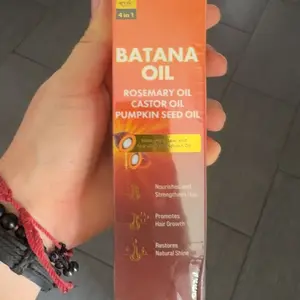 4 in 1
BATANA
OIL
ROSEMARY OIL
CASTOR OIL
PUMPKIN SEED OIL
Nourishes and
Strengthens Hair
Promotes
Hair Growth
Restores
Natural Shine